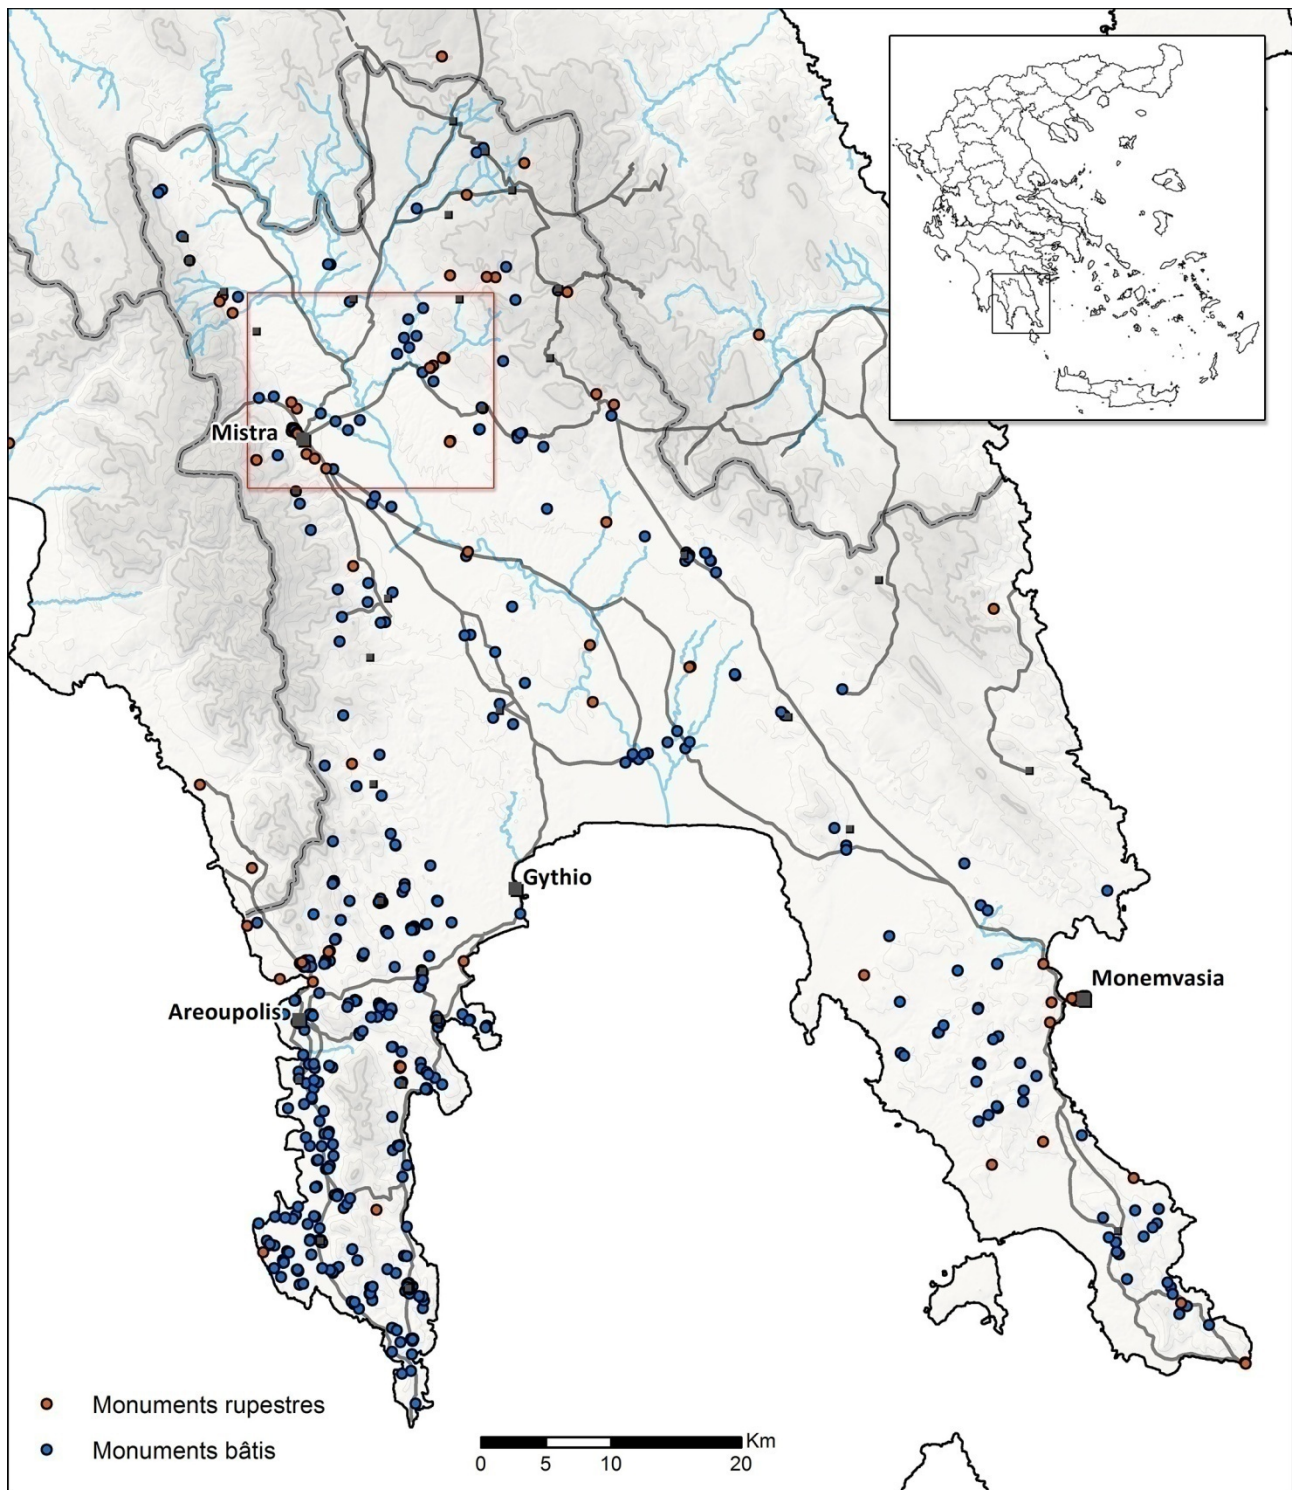 Mistra
Gythio
Monemvasia
Areoupolis
Monuments rupestres
Monuments bâtis
Km
0 5 10 20